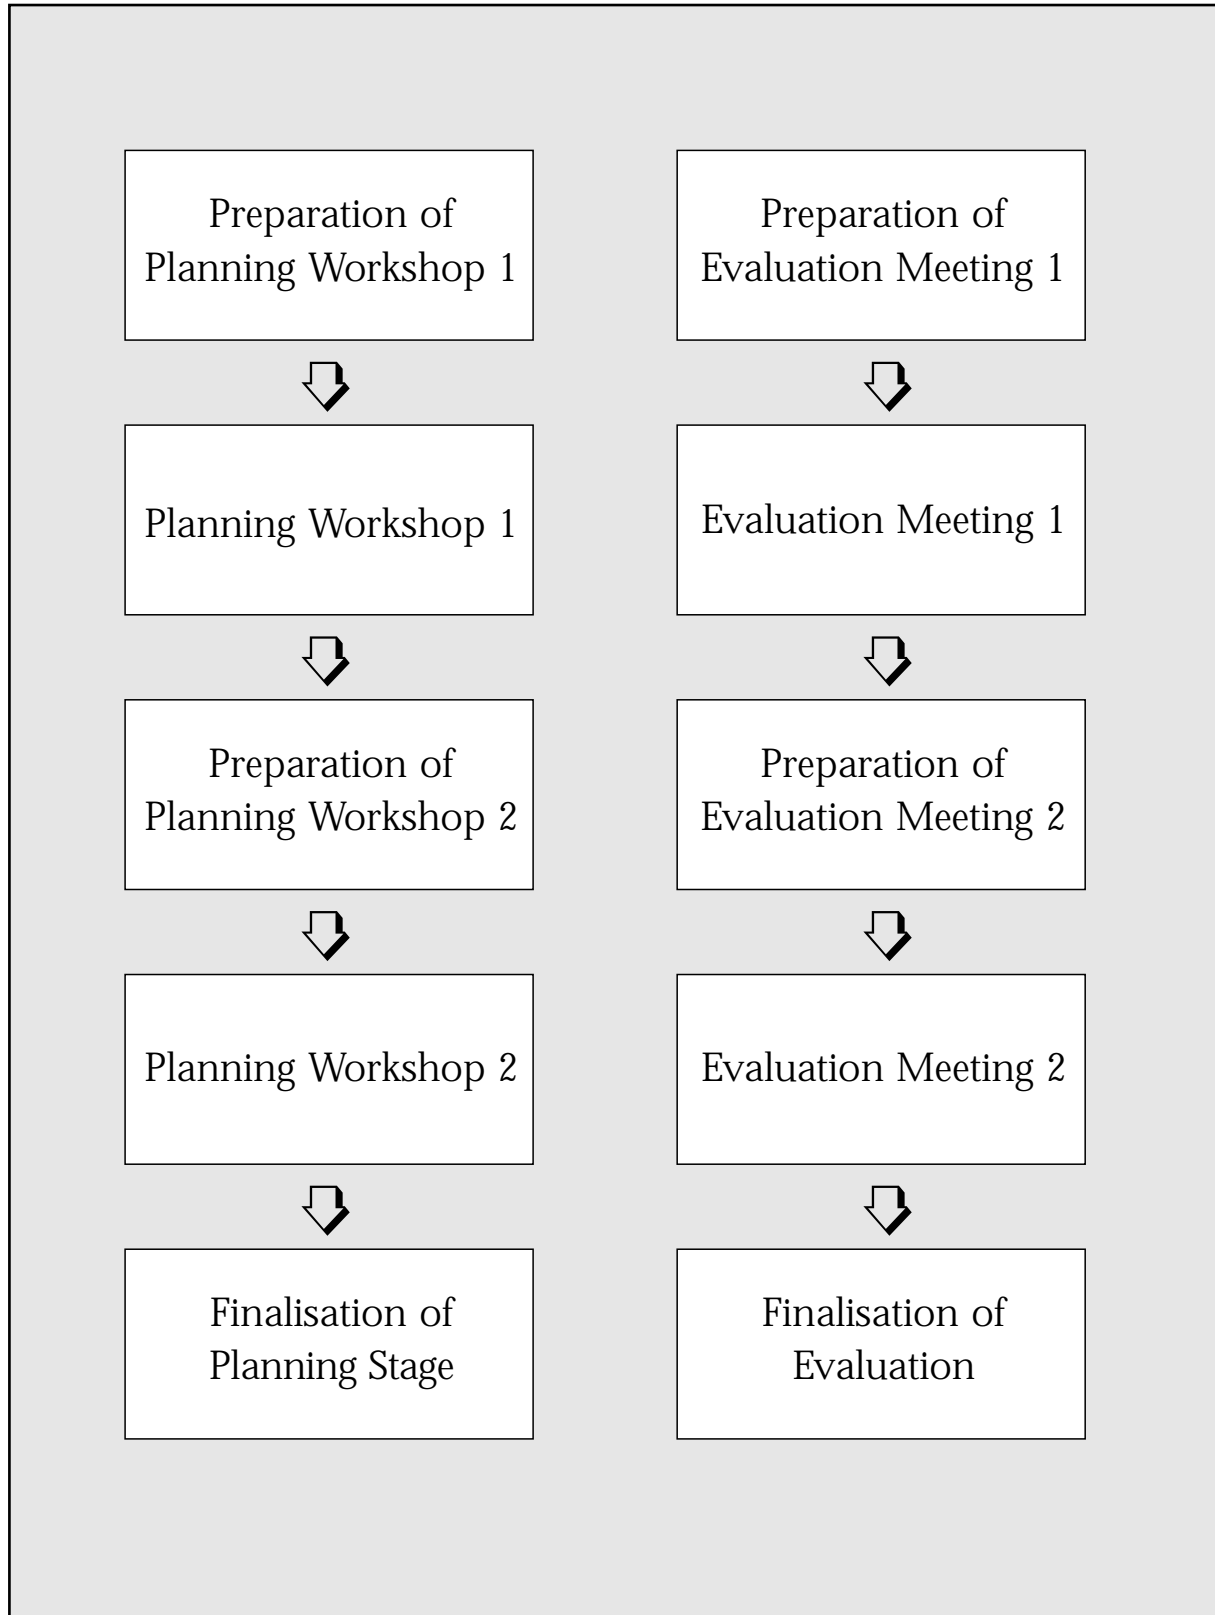 Preparation of
Planning Workshop 1
Planning Workshop 1
Preparation of
Planning Workshop 2
Planning Workshop 2
Finalisation of
Planning Stage
Preparation of
Evaluation Meeting 1
Evaluation Meeting 1
Preparation of
Evaluation Meeting 2
Evaluation Meeting 2
Finalisation of
Evaluation